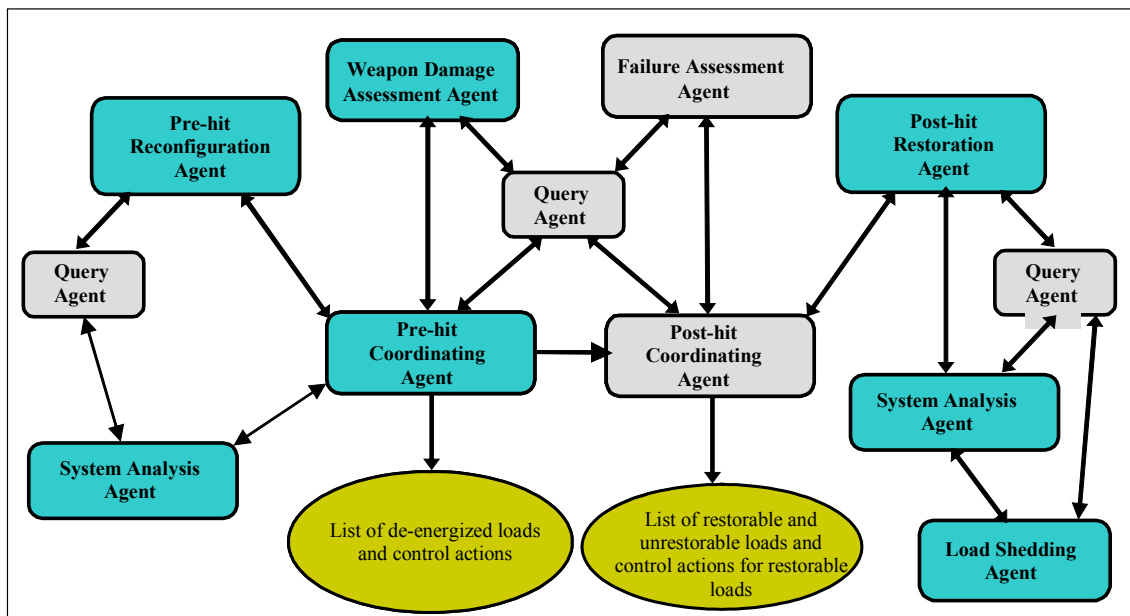 Weapon Damage
Assessment Agent
Failure Assessment
Agent
Pre-hit
Reconfiguration
Agent
Post-hit
Restoration
Agent
Query
Agent
Query
Agent
Query
Agent
Pre-hit
Coordinating
Agent
Post-hit
Coordinating
Agent
System Analysis
Agent
System Analysis
Agent
List of de-energized loads
and control actions
List of restorable and
unrestorable loads and
control actions for restorable
loads
Load Shedding
Agent